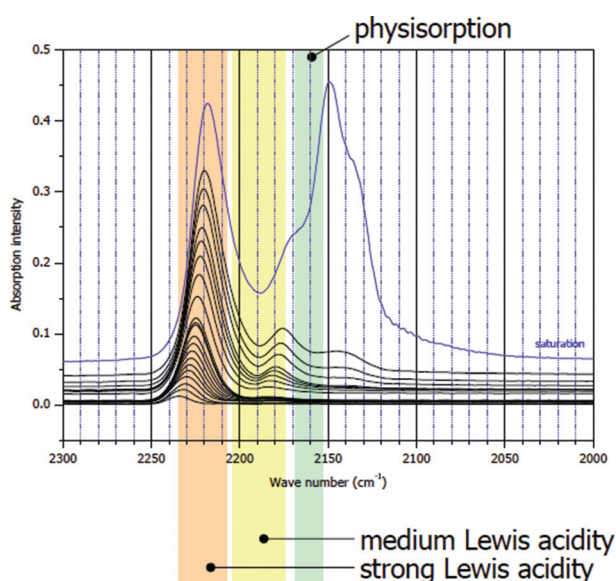 physisorption
0.5
0.4
0.3
0.2
0.1
0.0
Absorption intensity
saturation
2300 2250 2200 2150 2100 2050 2000
Wave number (cm⁻¹)
medium Lewis acidity
strong Lewis acidity